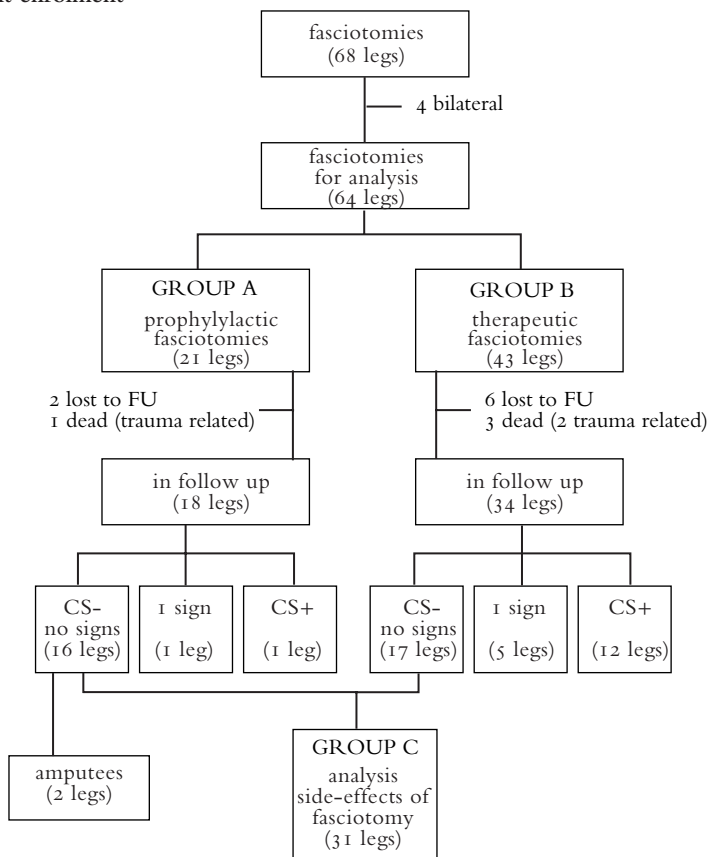 enrolment
fasciotomies
(68 legs)
4 bilateral
fasciotomies
for analysis
(64 legs)
GROUP A
prophylylactic
fasciotomies
(21 legs)
GROUP B
therapeutic
fasciotomies
(43 legs)
2 lost to FU
1 dead (trauma related)
6 lost to FU
3 dead (2 trauma related)
in follow up
(18 legs)
in follow up
(34 legs)
CS-
no signs
(16 legs)
1 sign
(1 leg)
CS+
(1 leg)
CS-
no signs
(17 legs)
1 sign
(5 legs)
CS+
(12 legs)
amputees
(2 legs)
GROUP C
analysis
side-effects of
fasciotomy
(31 legs)